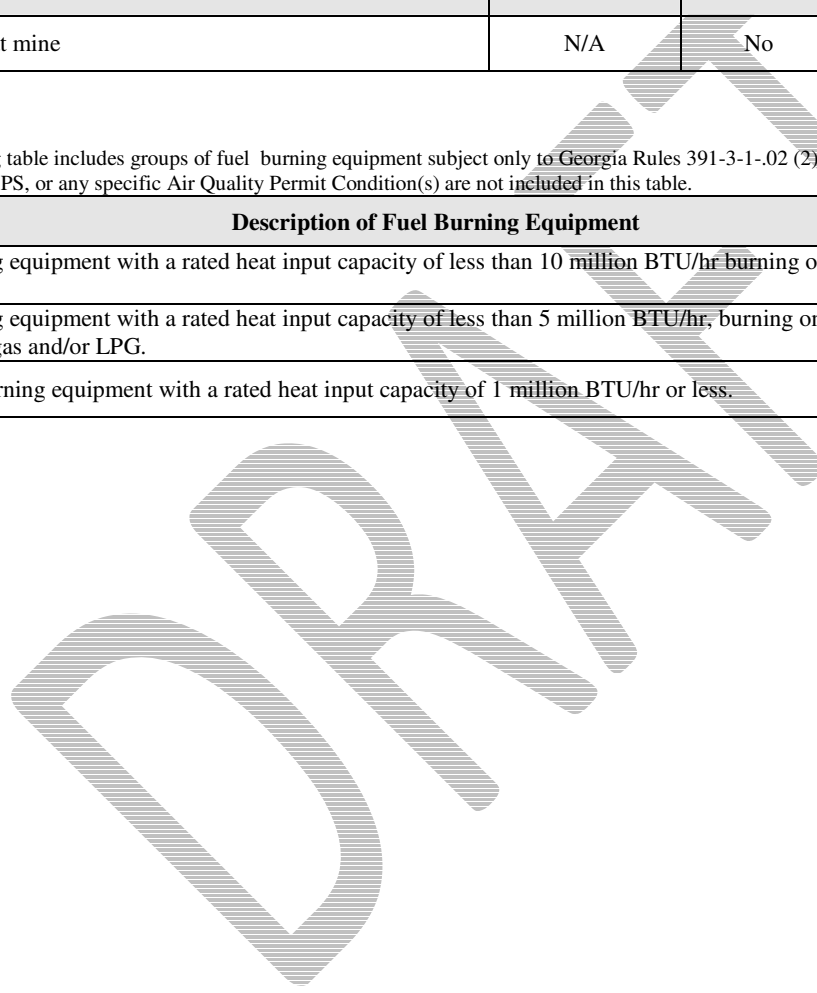 t mine N/A No
g table includes groups of fuel burning equipment subject only to Georgia Rules 391-3-1-.02 (2)
PS, or any specific Air Quality Permit Condition(s) are not included in this table.
Description of Fuel Burning Equipment
g equipment with a rated heat input capacity of less than 10 million BTU/hr burning o
g equipment with a rated heat input capacity of less than 5 million BTU/hr, burning on
gas and/or LPG.
rning equipment with a rated heat input capacity of 1 million BTU/hr or less.
DRAFT